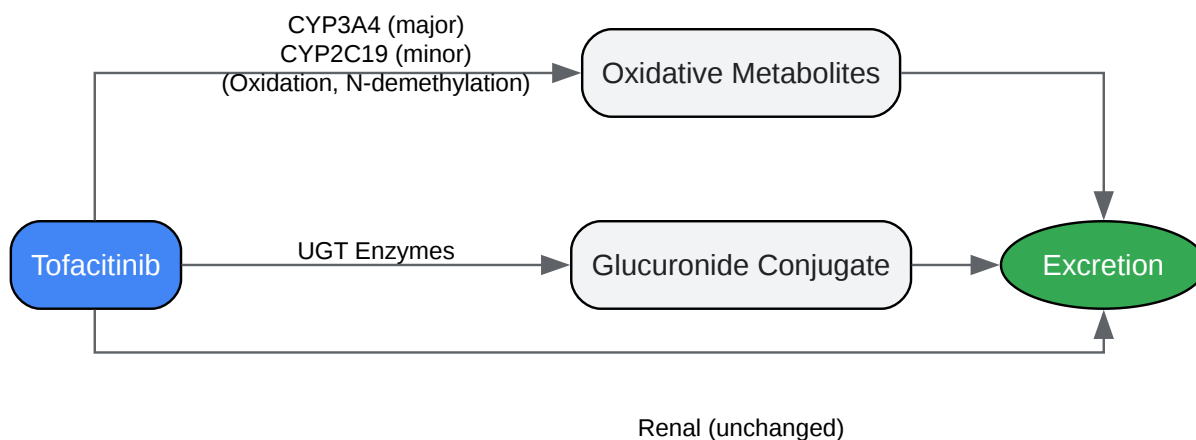 CYP3A4 (major)
CYP2C19 (minor)
(Oxidation, N-demethylation)
Oxidative Metabolites
Tofacitinib
UGT Enzymes
Glucuronide Conjugate
Excretion
Renal (unchanged)